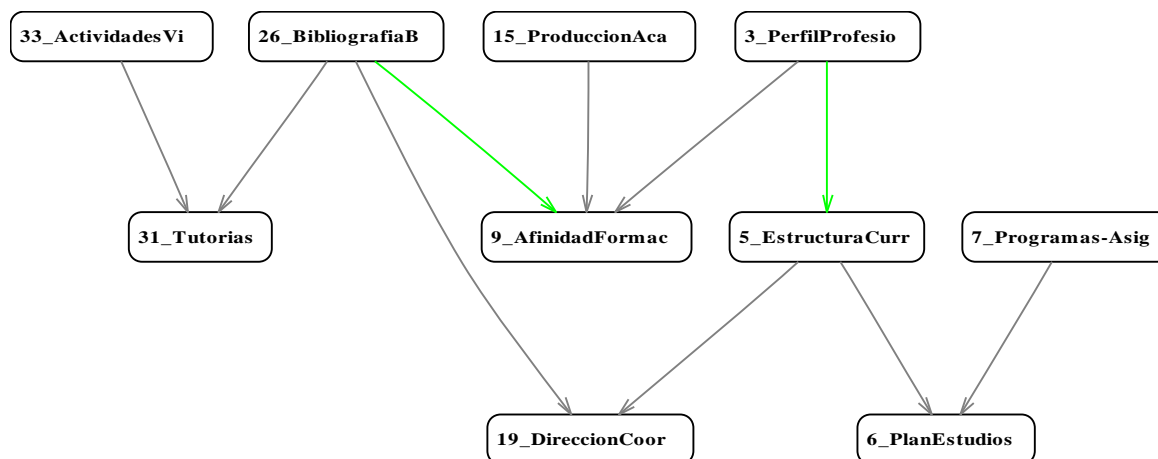 33_ActividadesVi
26_BibliografiaB
15_ProduccionAca
3_PerfilProfesio
31_Tutorias
9_AfinidadFormac
5_EstructuraCurr
7_Programas-Asig
19_DireccionCoor
6_PlanEstudios